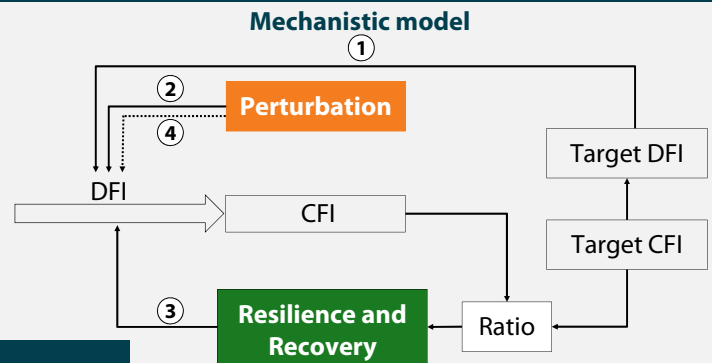 Mechanistic model
1
2
Perturbation
4
Target DFI
DFI
CFI
Target CFI
3
Resilience and
Recovery
Ratio